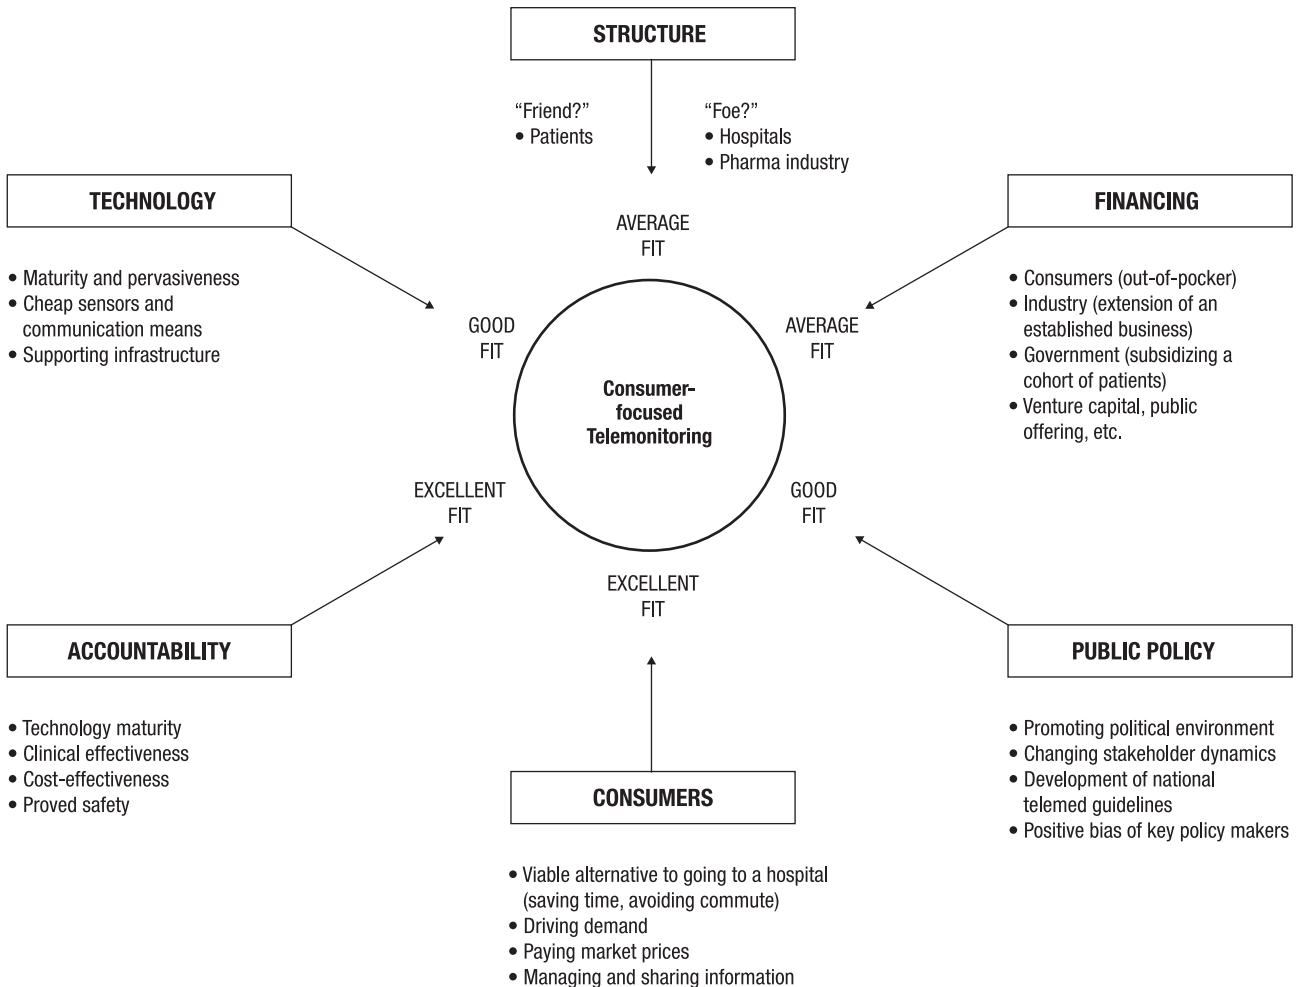 STRUCTURE
“Friend?”
• Patients
“Foe?”
• Hospitals
• Pharma industry
AVERAGE
FIT
TECHNOLOGY
• Maturity and pervasiveness
• Cheap sensors and
communication means
• Supporting infrastructure
GOOD
FIT
FINANCING
• Consumers (out-of-pocker)
• Industry (extension of an
established business)
• Government (subsidizing a
cohort of patients)
• Venture capital, public
offering, etc.
AVERAGE
FIT
Consumer-
focused
Telemonitoring
EXCELLENT
FIT
GOOD
FIT
EXCELLENT
FIT
ACCOUNTABILITY
• Technology maturity
• Clinical effectiveness
• Cost-effectiveness
• Proved safety
CONSUMERS
• Viable alternative to going to a hospital
(saving time, avoiding commute)
• Driving demand
• Paying market prices
• Managing and sharing information
PUBLIC POLICY
• Promoting political environment
• Changing stakeholder dynamics
• Development of national
telemed guidelines
• Positive bias of key policy makers